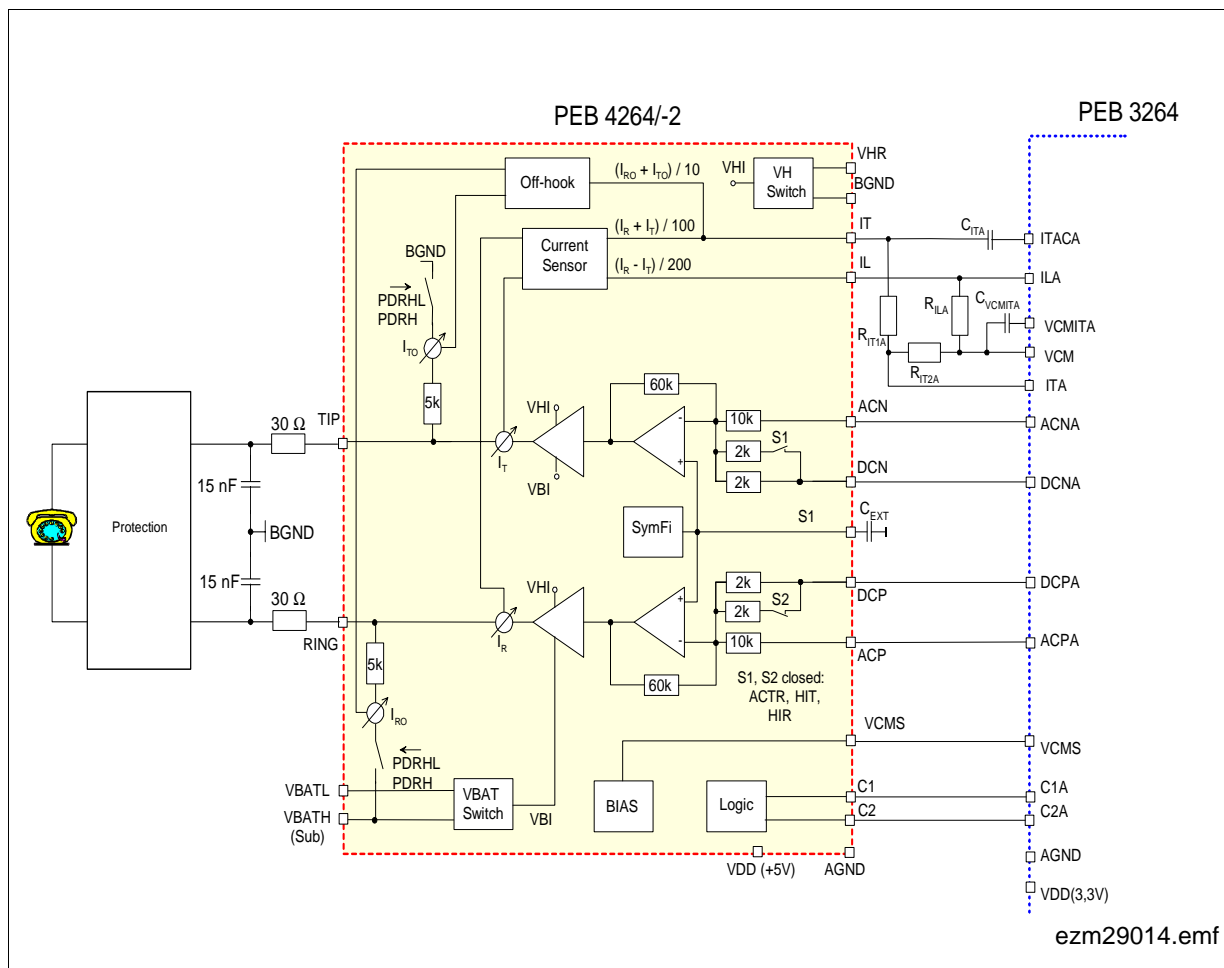 PEB 4264/-2
PEB 3264
VHR
BGND
VHI
VH
Switch
Off-hook
(I_RO + I_TO) / 10
(I_R + I_T) / 100
IT
C_ITA
ITACA
Current
Sensor
(I_R - I_T) / 200
IL
ILA
BGND
PDRHL
PDRH
I_TO
5k
R_ILA
C_VCMITA
VCMITA
R_IT1A
VCM
R_IT2A
ITA
60k
ACN
ACNA
10k
S1
2k
2k
DCN
DCNA
30 Ω
TIP
VHI
I_T
VBI
-
+
15 nF
Protection
BGND
SymFi
S1
C_EXT
15 nF
30 Ω
RING
VHI
I_R
+
-
2k
DCP
DCPA
2k
S2
10k
ACP
ACPA
60k
5k
I_RO
S1, S2 closed:
ACTR, HIT,
HIR
PDRHL
PDRH
VCMS
VCMS
VBATL
VBATH
(Sub)
VBAT
Switch
VBI
BIAS
Logic
C1
C1A
C2
C2A
VDD (+5V)
AGND
AGND
VDD(3,3V)
ezm29014.emf